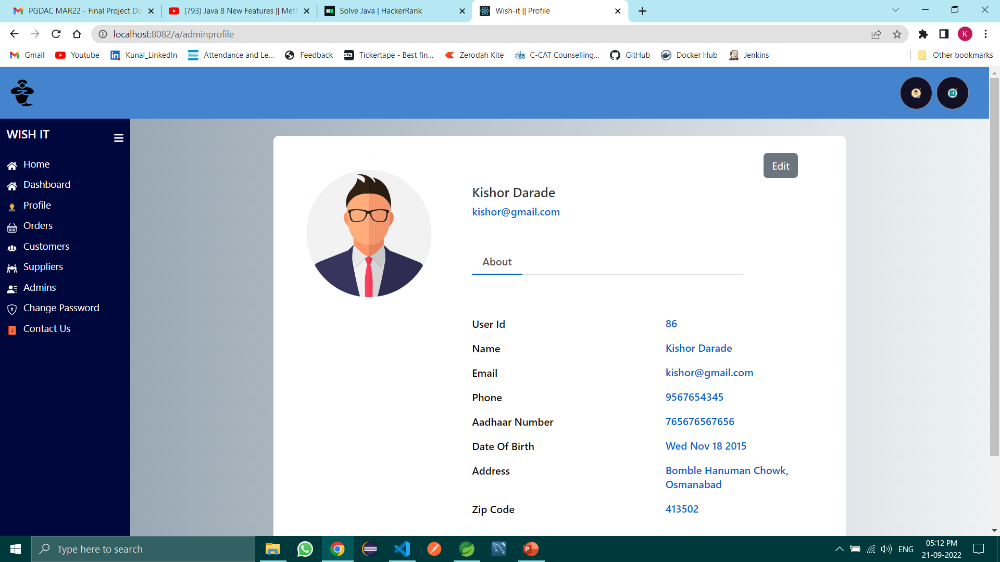 PGDAC MAR22 - Final Project Do
(793) Java 8 New Features || Meth
Solve Java | HackerRank
Wish-it || Profile
localhost:8082/a/adminprofile
K
Gmail
Youtube
Kunal_LinkedIn
Attendance and Le...
Feedback
Tickertape - Best fin...
Zerodah Kite
C-CAT Counselling...
GitHub
Docker Hub
Jenkins
Other bookmarks
WISH IT
Home
Dashboard
Profile
Orders
Customers
Suppliers
Admins
Change Password
Contact Us
Edit
Kishor Darade
kishor@gmail.com
About
User Id 86
Name Kishor Darade
Email kishor@gmail.com
Phone 9567654345
Aadhaar Number 765676567656
Date Of Birth Wed Nov 18 2015
Address Bomble Hanuman Chowk,
Osmanabad
Zip Code 413502
Type here to search
ENG
05:12 PM
21-09-2022